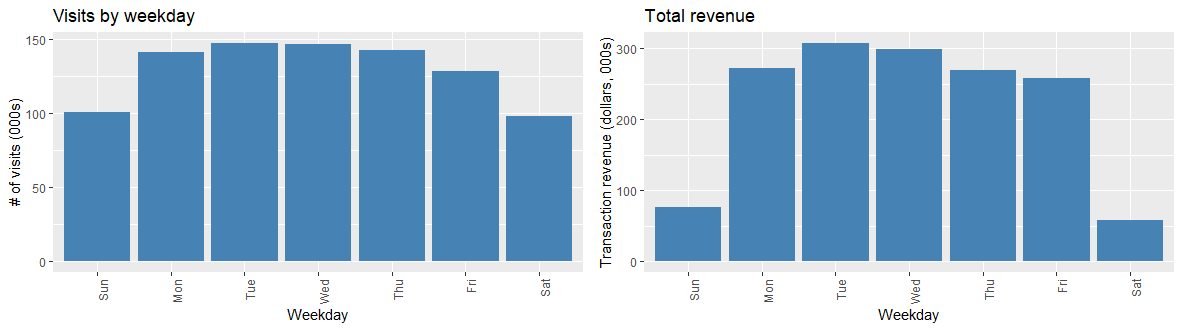 Visits by weekday
# of visits (000s)
150
100
50
0
Sun Mon Tue Wed Thu Fri Sat
Weekday
Total revenue
Transaction revenue (dollars, 000s)
300
200
100
0
Sun Mon Tue Wed Thu Fri Sat
Weekday